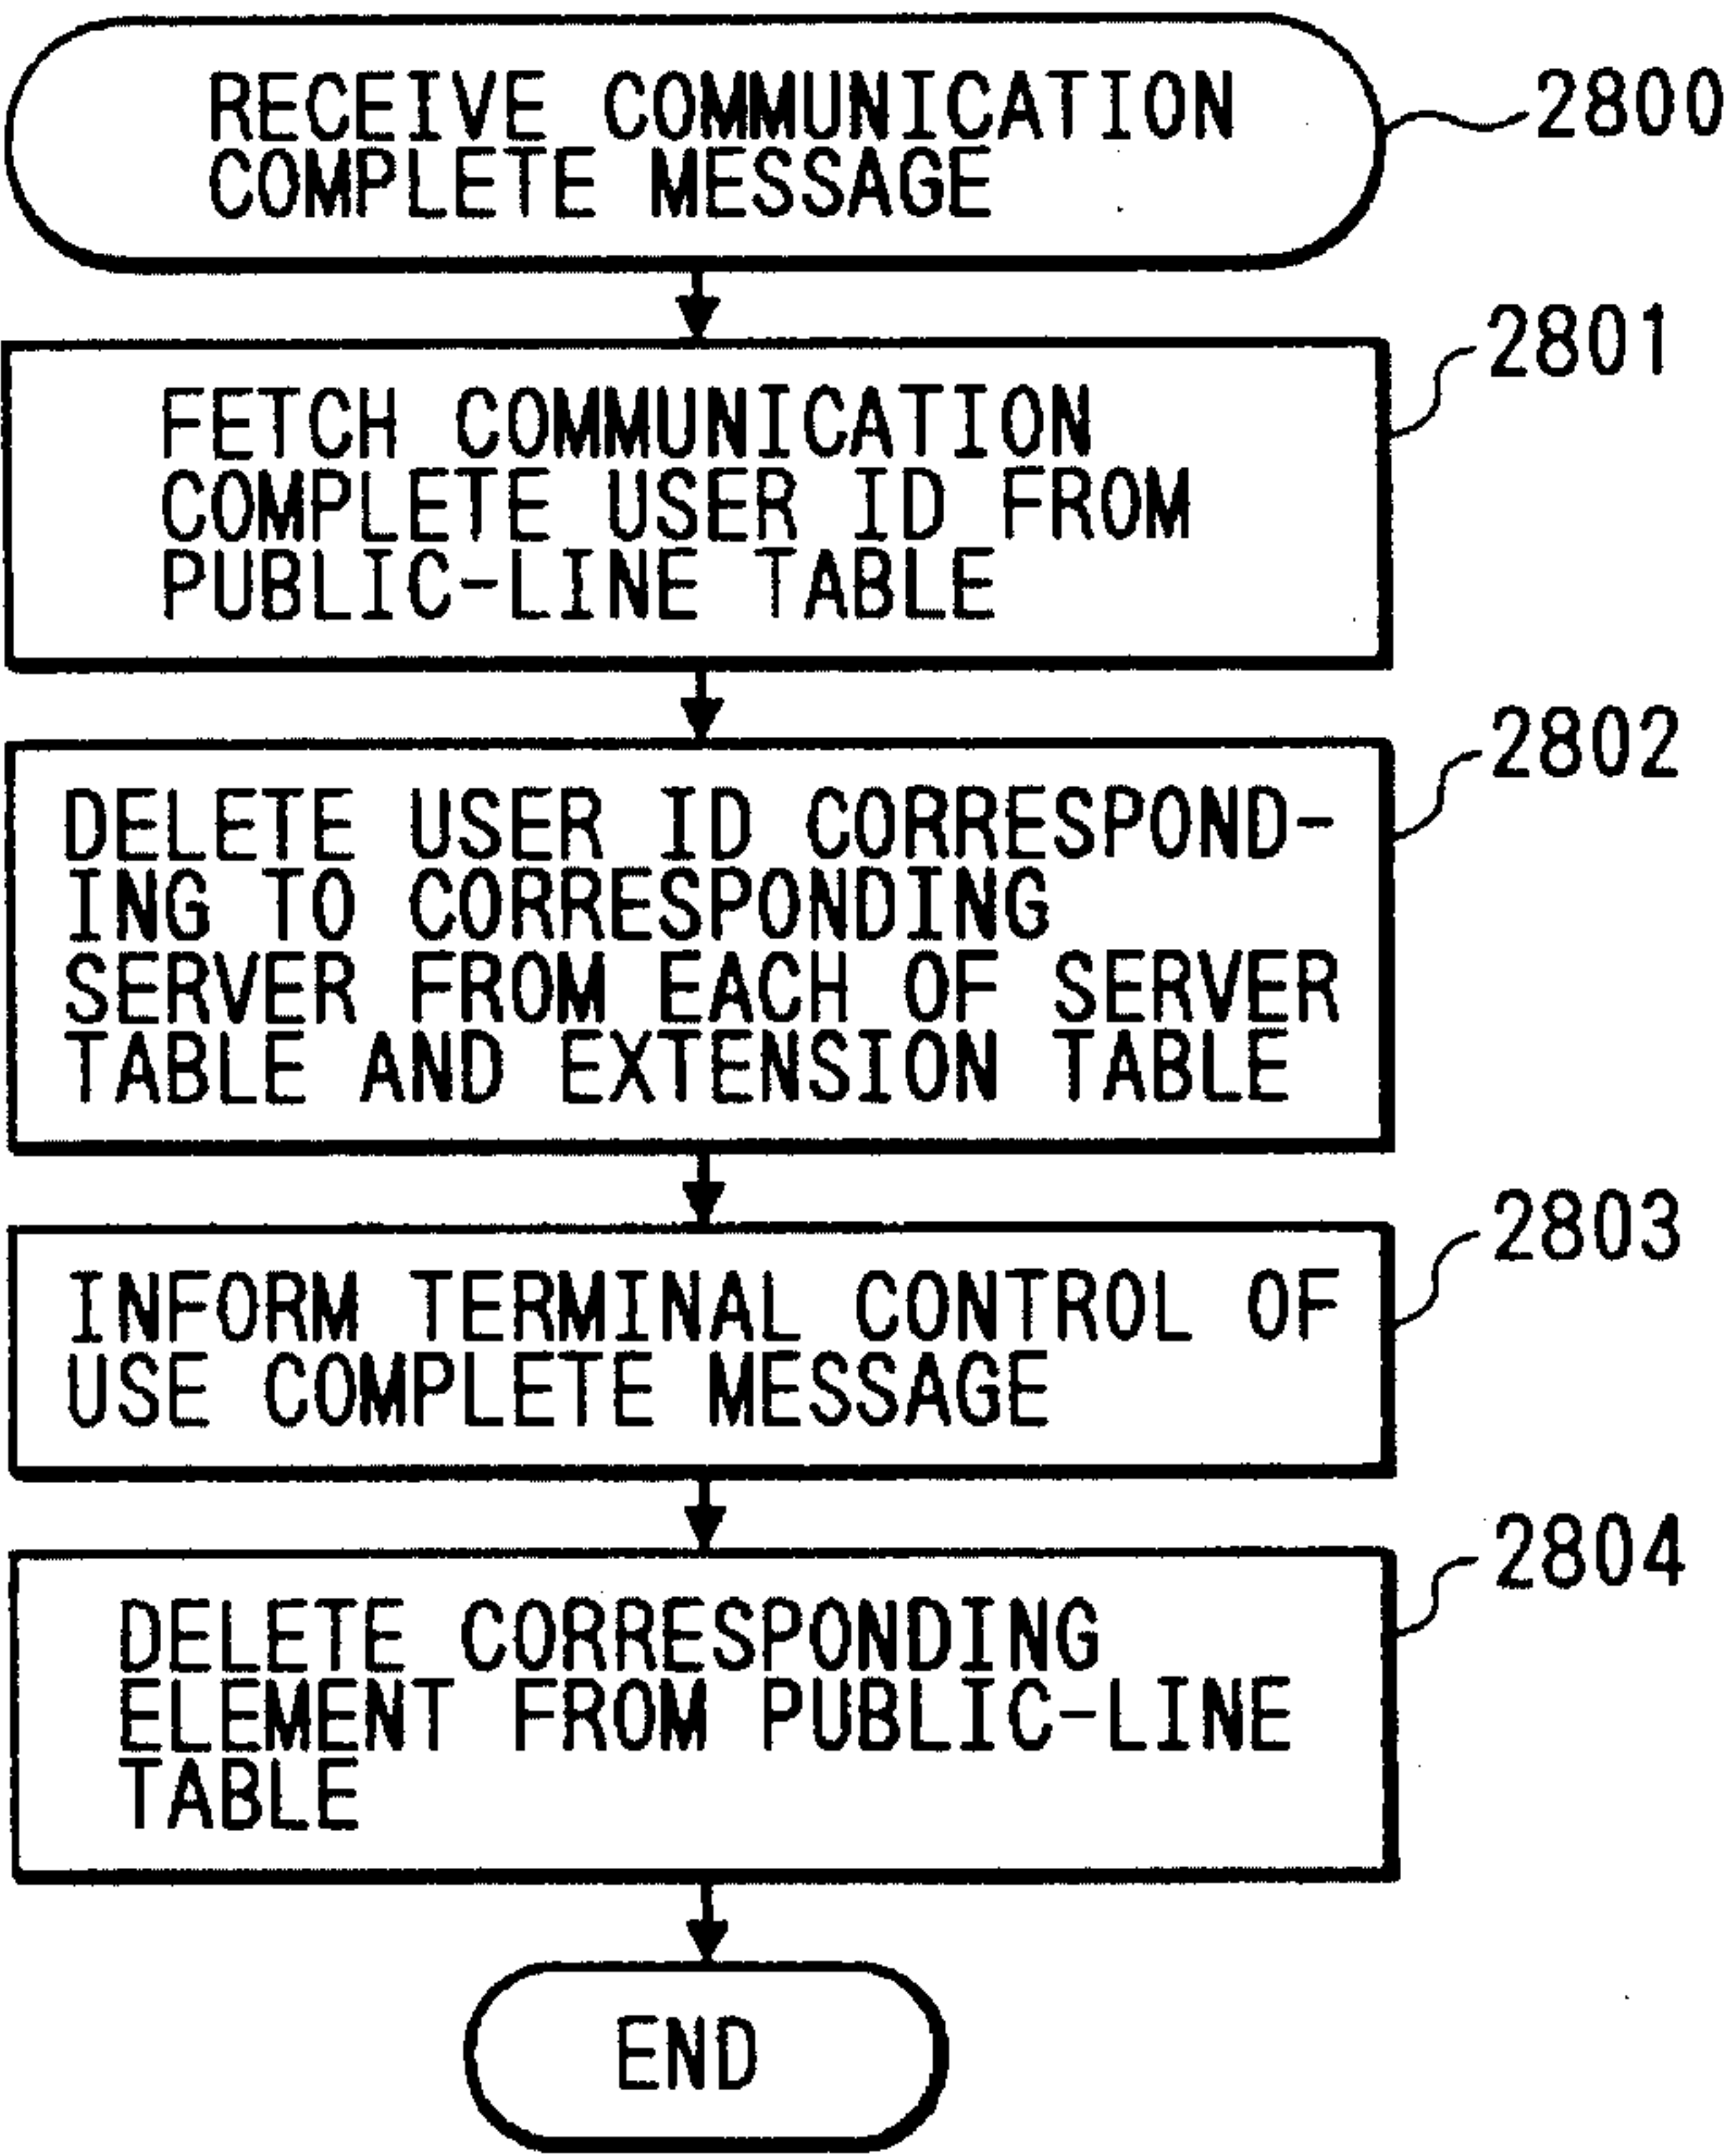 RECEIVE COMMUNICATION
COMPLETE MESSAGE
2800
FETCH COMMUNICATION
COMPLETE USER ID FROM
PUBLIC-LINE TABLE
2801
DELETE USER ID CORRESPOND-
ING TO CORRESPONDING
SERVER FROM EACH OF SERVER
TABLE AND EXTENSION TABLE
2802
INFORM TERMINAL CONTROL OF
USE COMPLETE MESSAGE
2803
DELETE CORRESPONDING
ELEMENT FROM PUBLIC-LINE
TABLE
2804
END